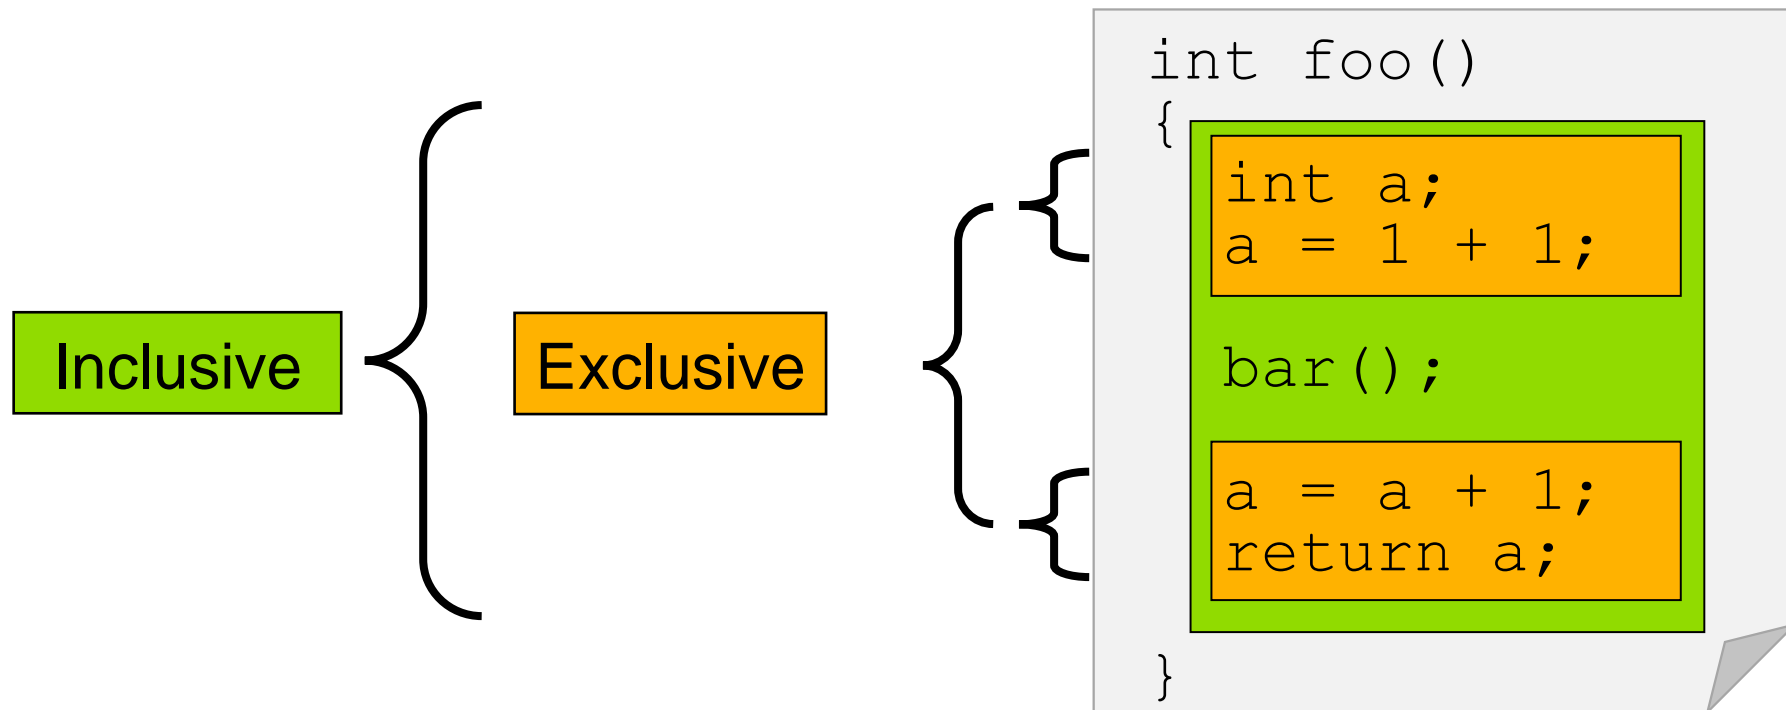 Inclusive
Exclusive
int foo()
{
int a;
a = 1 + 1;
bar();
a = a + 1;
return a;
}